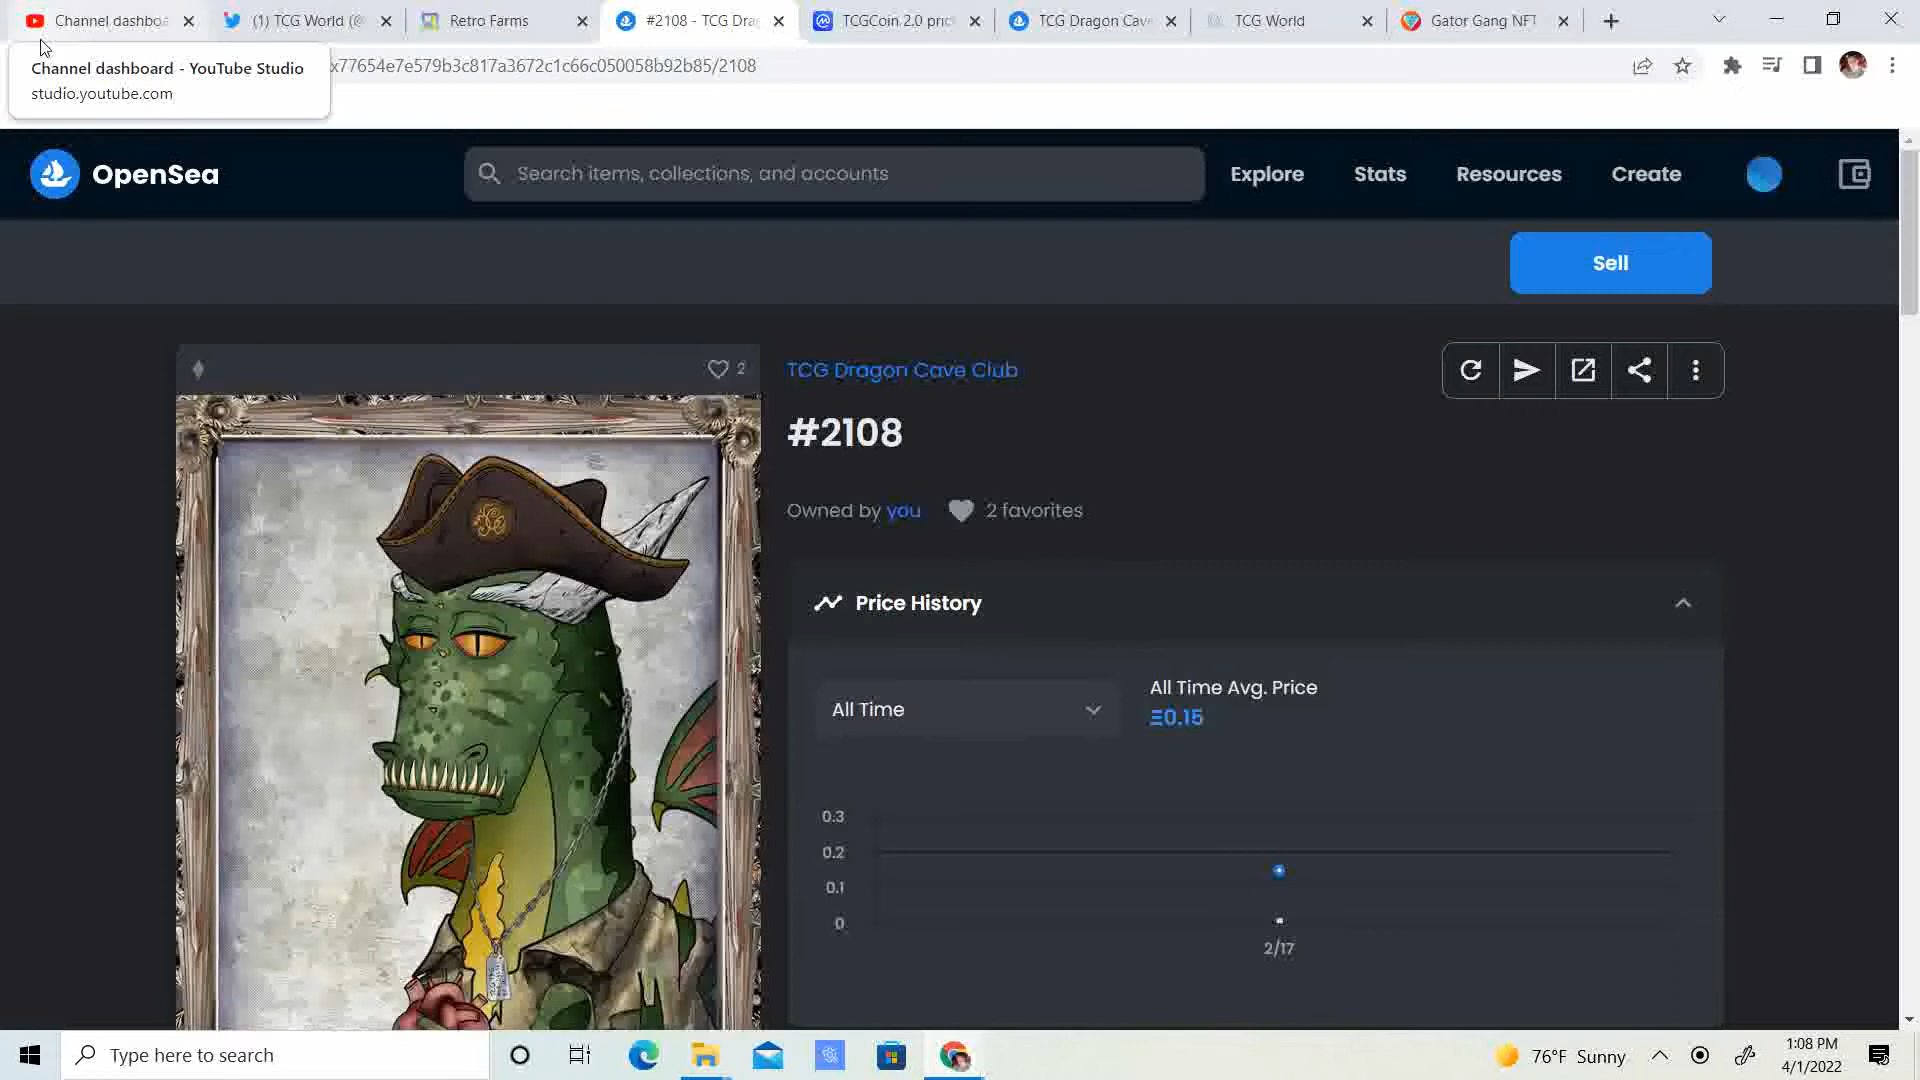 Channel dashboa
(1) TCG World (@
Retro Farms
#2108 - TCG Dra
TCGCoin 2.0 pric
TCG Dragon Cave
TCG World
Gator Gang NFT
Channel dashboard - YouTube Studio
studio.youtube.com
x77654e7e579b3c817a3672c1c66c050058b92b85/2108
OpenSea
Search items, collections, and accounts
Explore
Stats
Resources
Create
Sell
2
TCG Dragon Cave Club
#2108
Owned by you
2 favorites
Price History
All Time
All Time Avg. Price
Ξ0.15
0.3
0.2
0.1
0
2/17
Type here to search
76°F Sunny
1:08 PM
4/1/2022